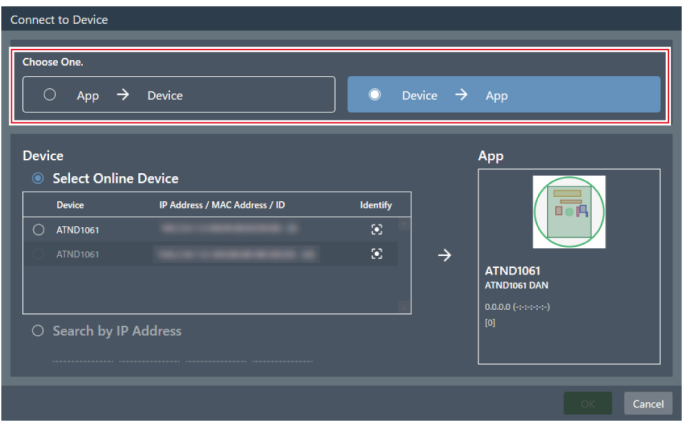 Connect to Device
Choose One.
App → Device
Device → App
Device
Select Online Device
Device IP Address / MAC Address / ID Identify
ATND1061
ATND1061
Search by IP Address
→
App
ATND1061
ATND1061 DAN
0.0.0.0 (-:-:-:-:-:-)
[0]
OK Cancel